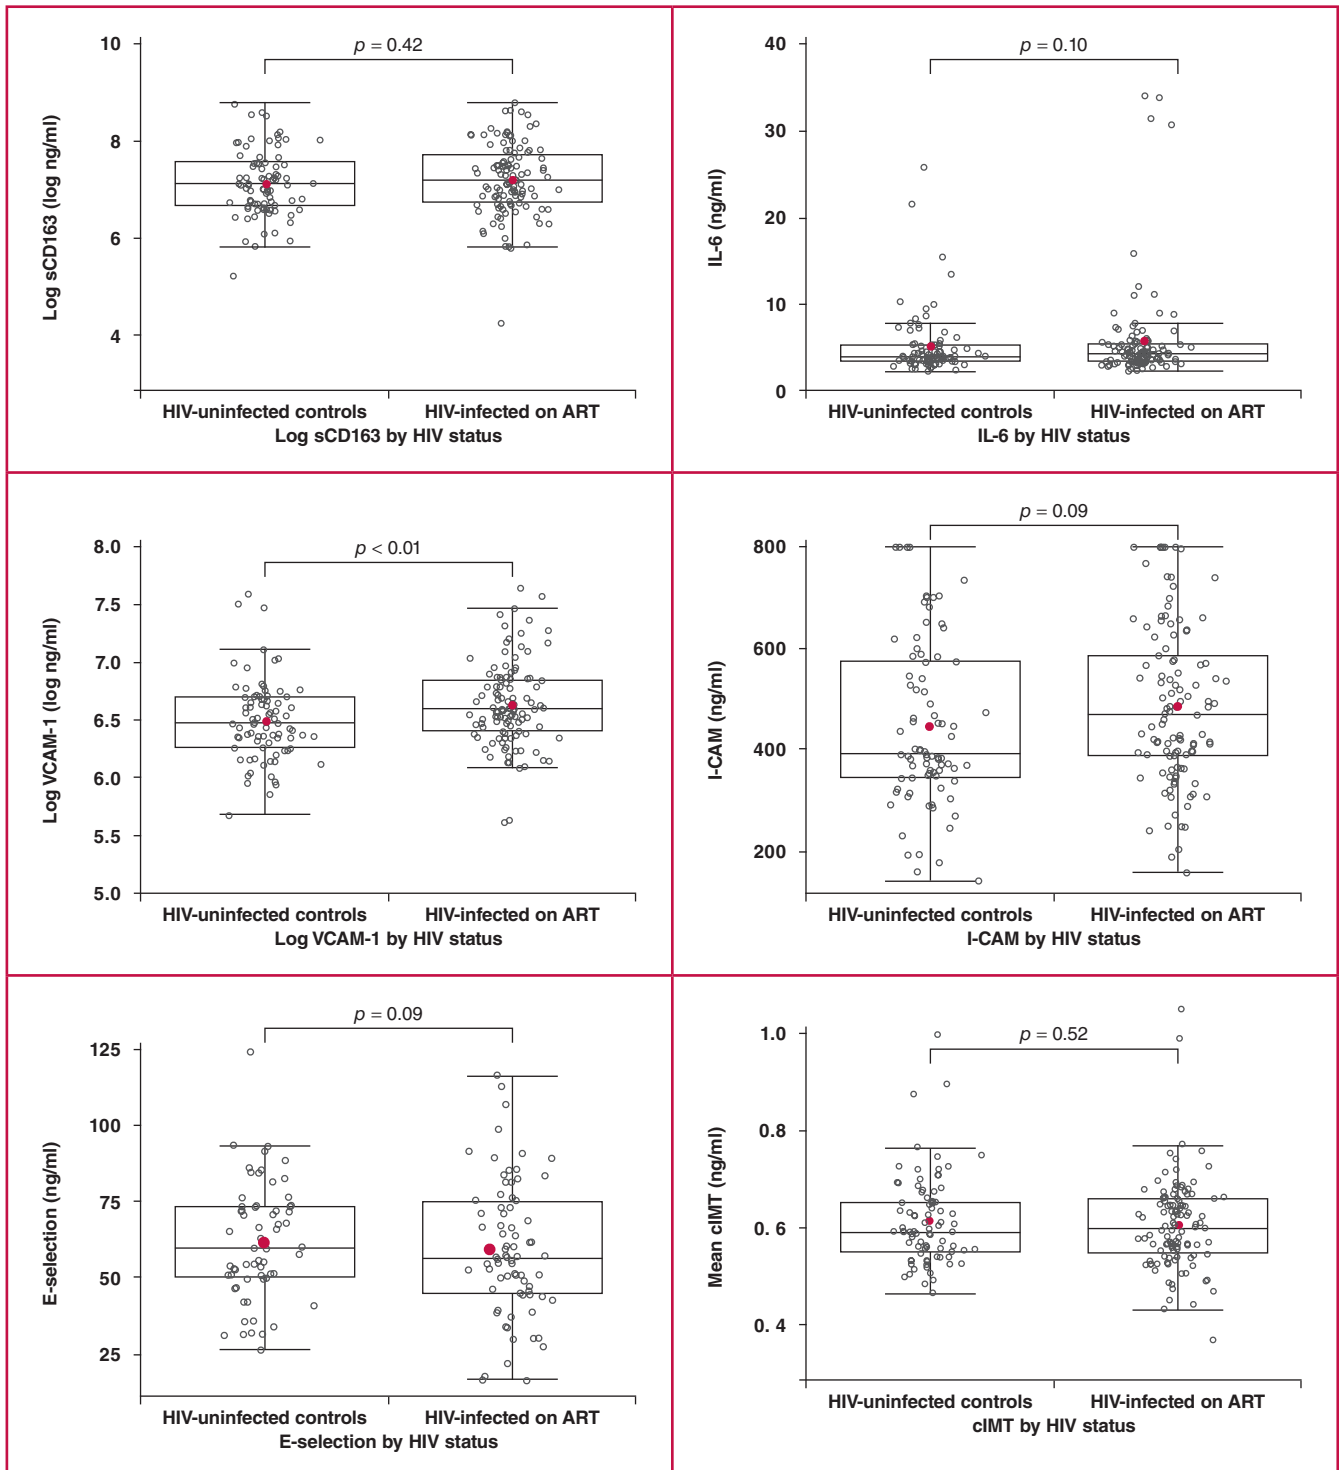 p = 0.42
10
8
6
4
Log sCD163 (log ng/ml)
HIV-uninfected controls
HIV-infected on ART
Log sCD163 by HIV status
p = 0.10
40
30
20
10
0
IL-6 (ng/ml)
HIV-uninfected controls
HIV-infected on ART
IL-6 by HIV status
p < 0.01
8.0
7.5
7.0
6.5
6.0
5.5
5.0
Log VCAM-1 (log ng/ml)
HIV-uninfected controls
HIV-infected on ART
Log VCAM-1 by HIV status
p = 0.09
800
600
400
200
I-CAM (ng/ml)
HIV-uninfected controls
HIV-infected on ART
I-CAM by HIV status
p = 0.09
125
100
75
50
25
E-selection (ng/ml)
HIV-uninfected controls
HIV-infected on ART
E-selection by HIV status
p = 0.52
1.0
0.8
0.6
0. 4
Mean cIMT (ng/ml)
HIV-uninfected controls
HIV-infected on ART
cIMT by HIV status